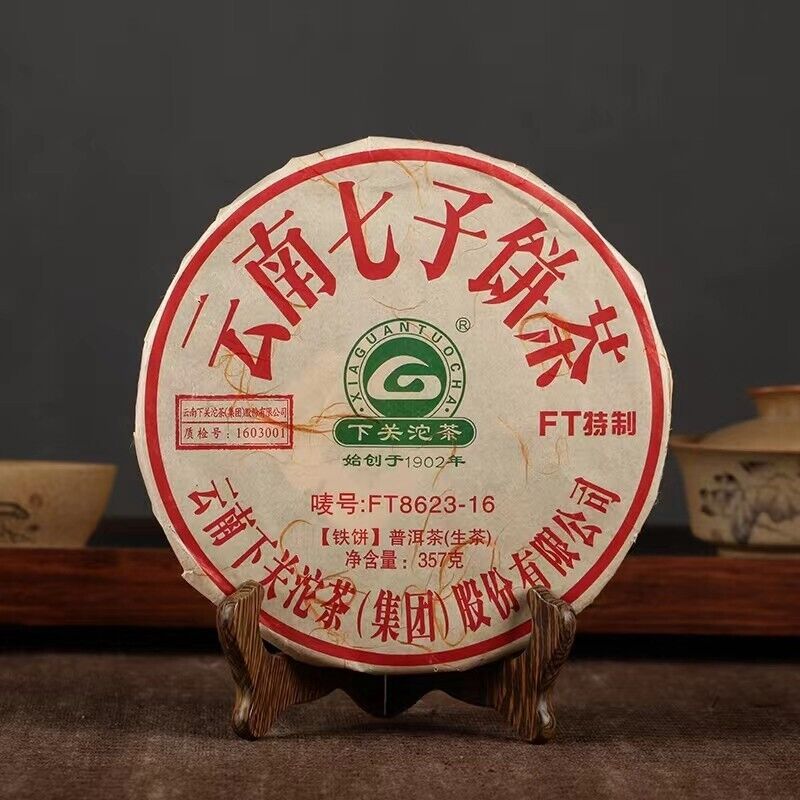 云南七子饼茶
XIAGUANTUOCHA
®
下关沱茶
始创于1902年
云南下关沱茶(集团)股份有限公司
质检号:1603001
FT特制
唛号:FT8623-16
【铁饼】普洱茶(生茶)
净含量:357克
云南下关沱茶(集团)股份有限公司